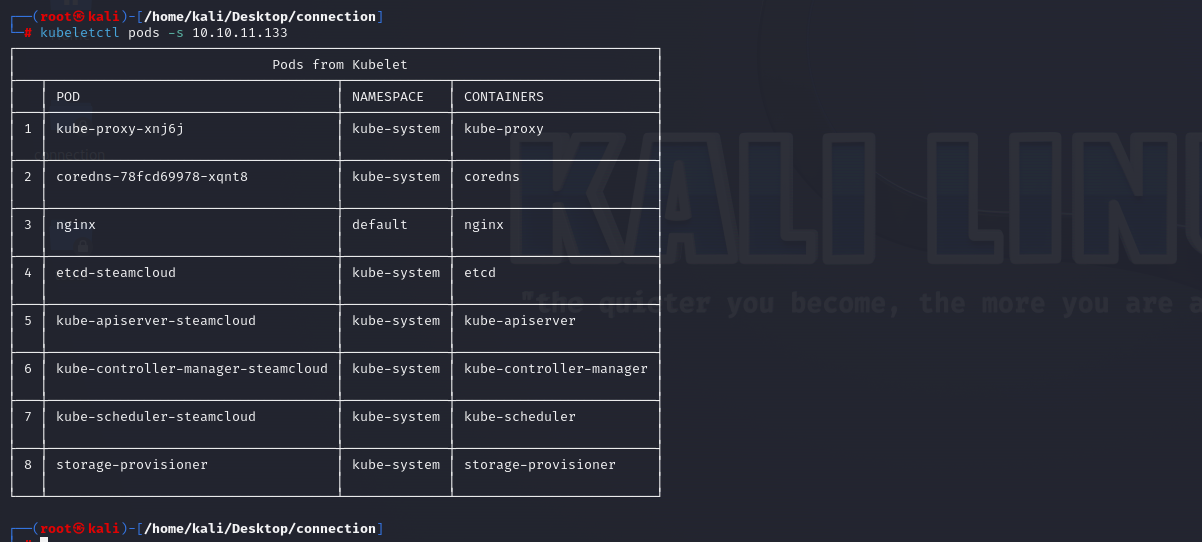 ┌──(root㉿kali)-[/home/kali/Desktop/connection]
└─# kubeletctl pods -s 10.10.11.133
Pods from Kubelet
POD NAMESPACE CONTAINERS
1 kube-proxy-xnj6j kube-system kube-proxy
connection
2 coredns-78fcd69978-xqnt8 kube-system coredns
3 nginx default nginx
4 etcd-steamcloud kube-system etcd
5 kube-apiserver-steamcloud kube-system kube-apiserver
6 kube-controller-manager-steamcloud kube-system kube-controller-manager
7 kube-scheduler-steamcloud kube-system kube-scheduler
8 storage-provisioner kube-system storage-provisioner
KALI LINU
"the quieter you become, the more you are a
┌──(root㉿kali)-[/home/kali/Desktop/connection]
└─#